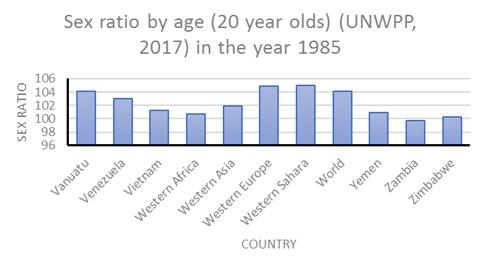 Sex ratio by age (20 year olds) (UNWPP,
2017) in the year 1985
SEX RATIO
106
104
102
100
98
96
Vanuatu
Venezuela
Vietnam
Western Africa
Western Asia
Western Europe
Western Sahara
World
Yemen
Zambia
Zimbabwe
COUNTRY